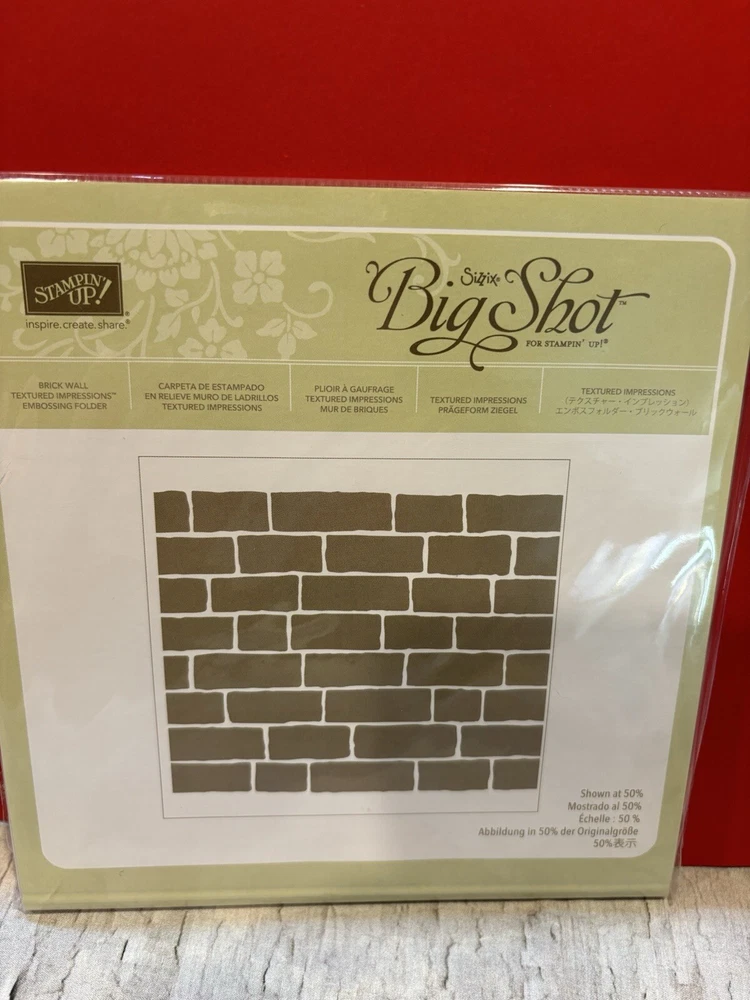 STAMPIN' UP!®
inspire.create.share.®
Sizzix®
Big Shot™
FOR STAMPIN' UP!®
BRICK WALL
TEXTURED IMPRESSIONS™
EMBOSSING FOLDER
CARPETA DE ESTAMPADO
EN RELIEVE MURO DE LADRILLOS
TEXTURED IMPRESSIONS
PLIOIR À GAUFRAGE
TEXTURED IMPRESSIONS
MUR DE BRIQUES
TEXTURED IMPRESSIONS
PRÄGEFORM ZIEGEL
TEXTURED IMPRESSIONS
(テクスチャー・インプレッション)
エンボスフォルダー・ブリックウォール
Shown at 50%
Mostrado al 50%
Échelle : 50 %
Abbildung in 50% der Originalgröße
50%表示